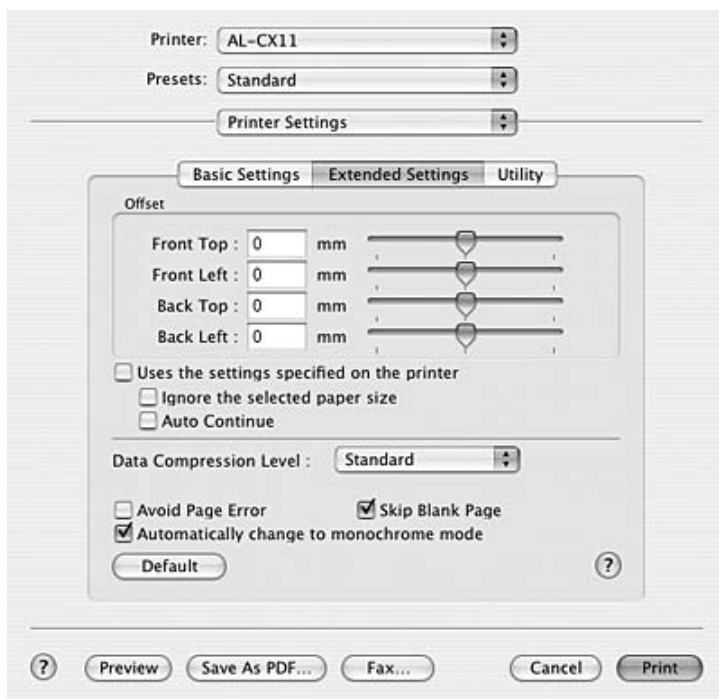 Printer: AL-CX11
Presets: Standard
Printer Settings
Basic Settings Extended Settings Utility
Offset
Front Top : 0 mm
Front Left : 0 mm
Back Top : 0 mm
Back Left : 0 mm
Uses the settings specified on the printer
Ignore the selected paper size
Auto Continue
Data Compression Level : Standard
Avoid Page Error Skip Blank Page
Automatically change to monochrome mode
Default ?
? Preview Save As PDF... Fax... Cancel Print